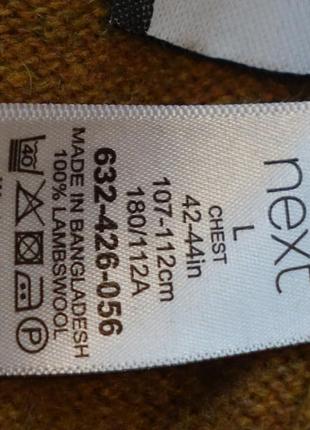 next
L
CHEST
42-44in
107-112cm
180/112A
632-426-056
MADE IN BANGLADESH
100% LAMBSWOOL
40
P